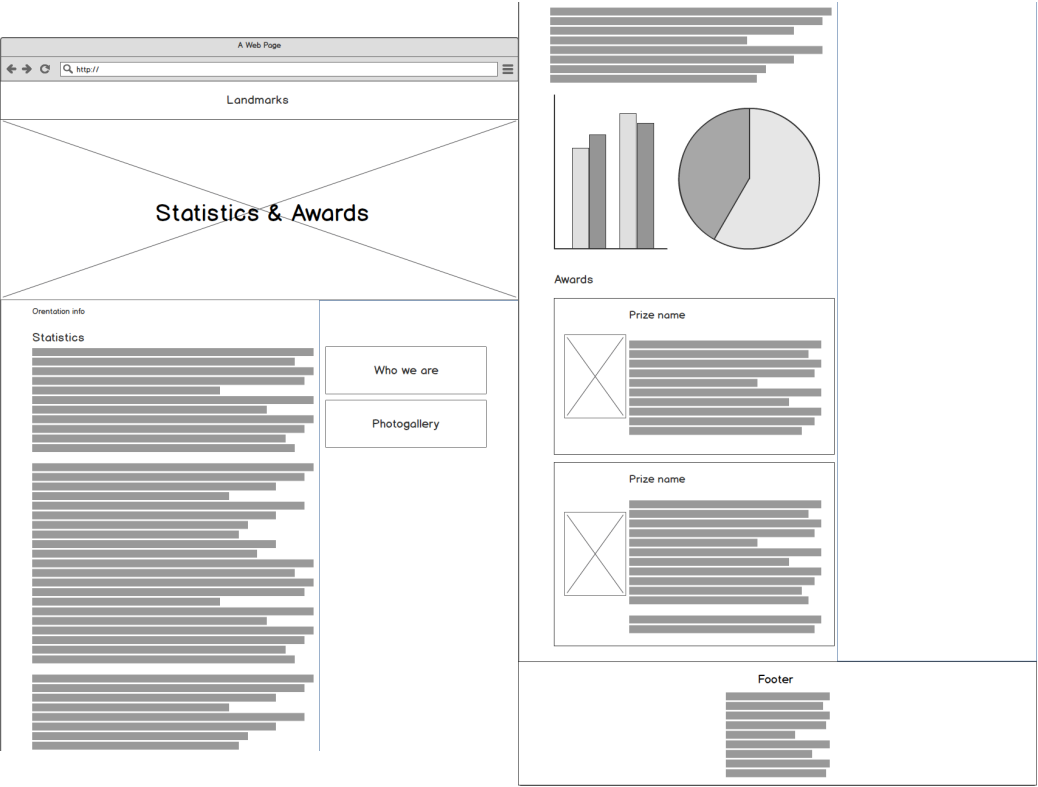 A Web Page
http://
Landmarks
Statistics & Awards
Orentation info
Statistics
Who we are
Photogallery
Awards
Prize name
Prize name
Footer